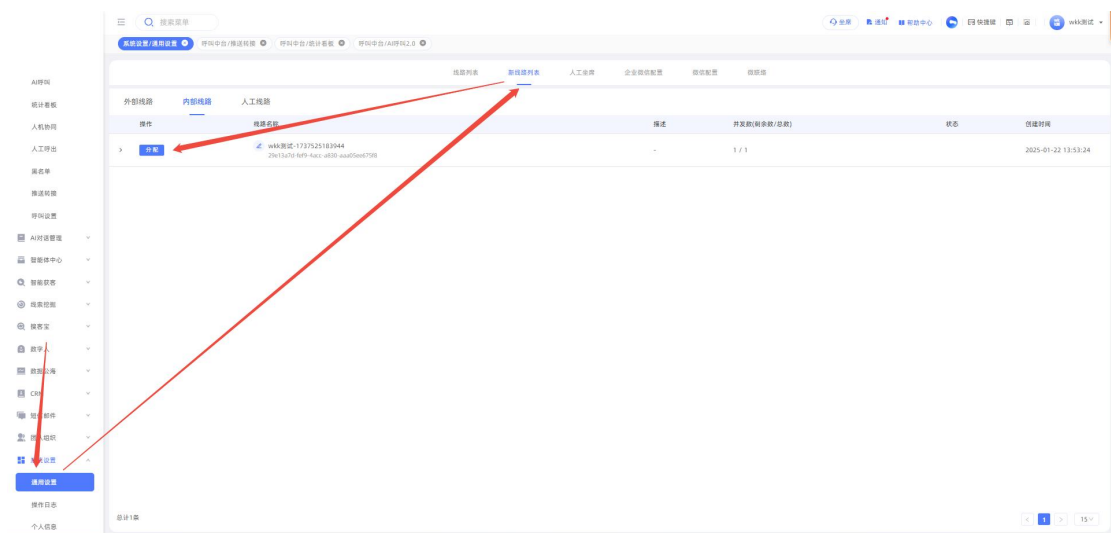 搜索菜单
坐席
通知
帮助中心
快捷键
wkk测试
系统设置/通用设置
呼叫中台/推送转接
呼叫中台/统计看板
呼叫中台/AI呼叫2.0
线路列表
新线路列表
人工坐席
企业微信配置
微信配置
微联络
外部线路
内部线路
人工线路
操作
线路名称
描述
并发数(剩余数/总数)
状态
创建时间
分配
wkk测试-1737525183944
-
1 / 1
2025-01-22 13:53:24
AI呼叫
统计看板
人机协同
人工呼出
黑名单
推送转接
呼叫设置
AI对话管理
智能体中心
智能获客
线索挖掘
搜客宝
数字人
数据公海
CRM
短信邮件
团队组织
系统设置
通用设置
操作日志
个人信息
总计1条
1
15